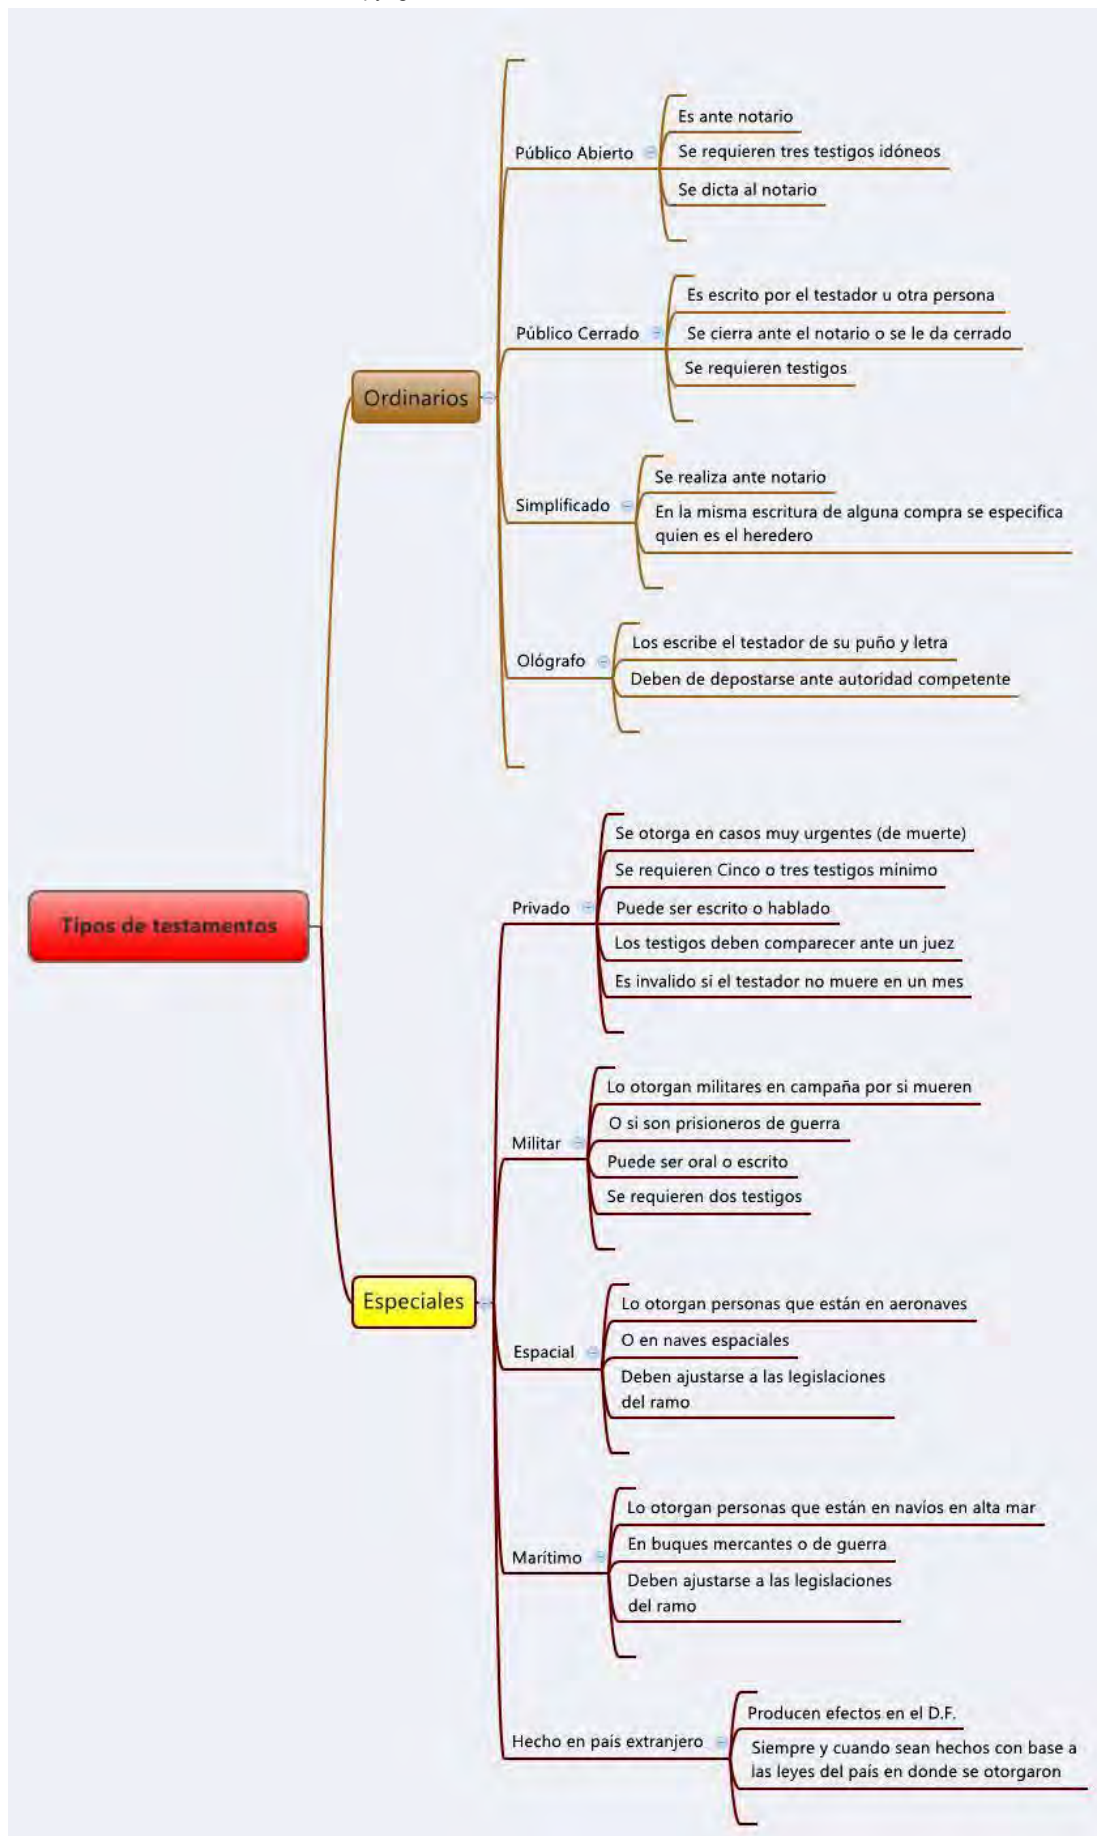 Tipos de testamentos
Ordinarios
Público Abierto
Es ante notario
Se requieren tres testigos idóneos
Se dicta al notario
Público Cerrado
Es escrito por el testador u otra persona
Se cierra ante el notario o se le da cerrado
Se requieren testigos
Simplificado
Se realiza ante notario
En la misma escritura de alguna compra se especifica
quien es el heredero
Ológrafo
Los escribe el testador de su puño y letra
Deben de depostarse ante autoridad competente
Especiales
Privado
Se otorga en casos muy urgentes (de muerte)
Se requieren Cinco o tres testigos mínimo
Puede ser escrito o hablado
Los testigos deben comparecer ante un juez
Es invalido si el testador no muere en un mes
Militar
Lo otorgan militares en campaña por si mueren
O si son prisioneros de guerra
Puede ser oral o escrito
Se requieren dos testigos
Espacial
Lo otorgan personas que están en aeronaves
O en naves espaciales
Deben ajustarse a las legislaciones
del ramo
Marítimo
Lo otorgan personas que están en navíos en alta mar
En buques mercantes o de guerra
Deben ajustarse a las legislaciones
del ramo
Hecho en país extranjero
Producen efectos en el D.F.
Siempre y cuando sean hechos con base a
las leyes del país en donde se otorgaron